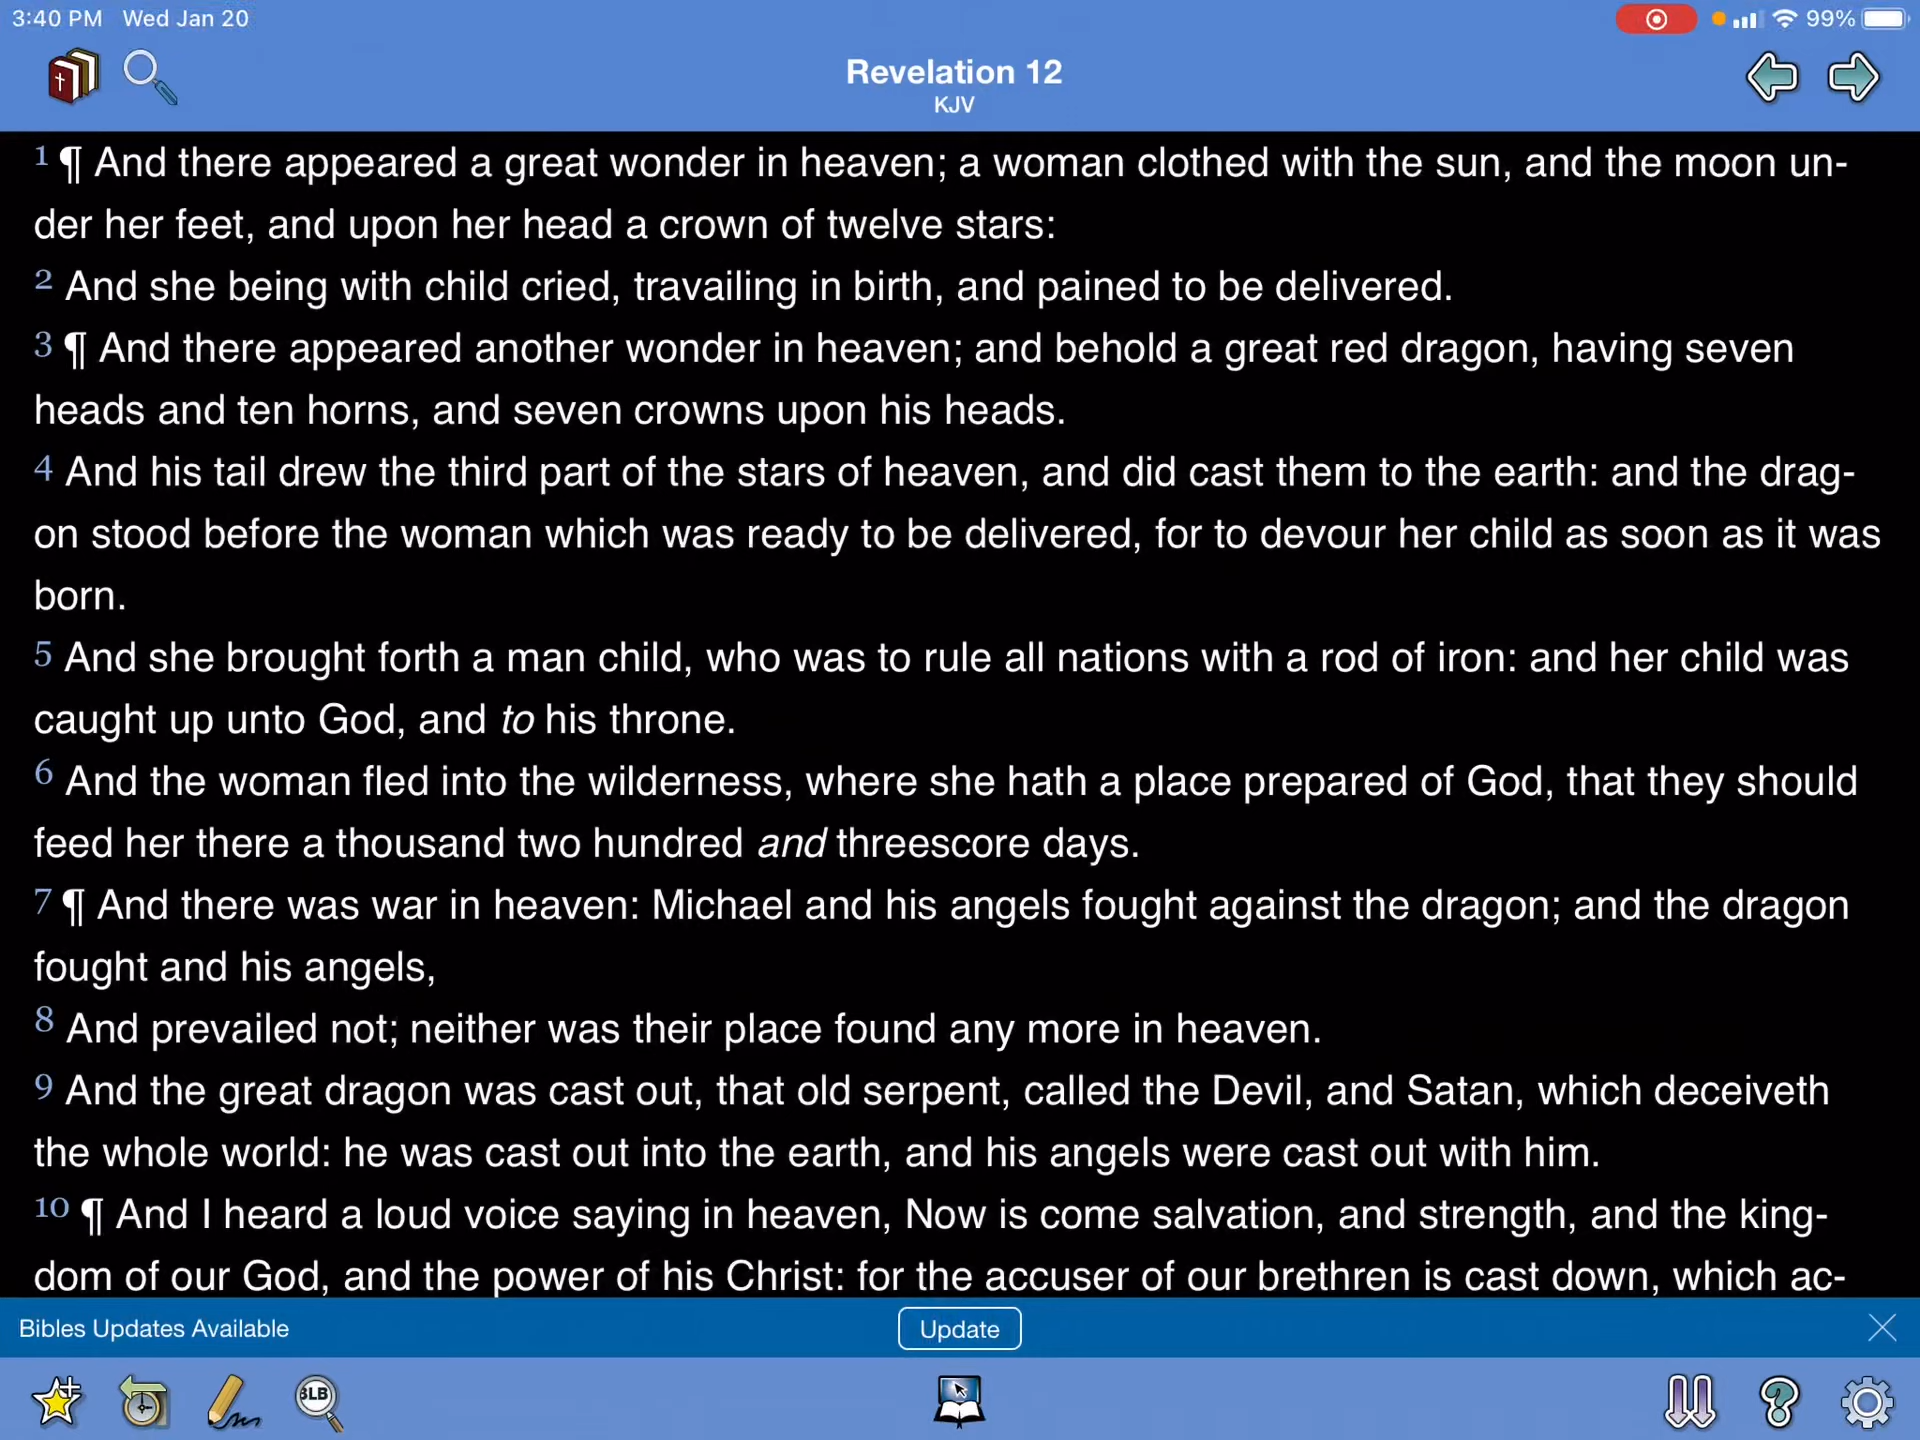 3:40 PM Wed Jan 20
99%
Revelation 12
KJV
1 ¶ And there appeared a great wonder in heaven; a woman clothed with the sun, and the moon un-
der her feet, and upon her head a crown of twelve stars:
2 And she being with child cried, travailing in birth, and pained to be delivered.
3 ¶ And there appeared another wonder in heaven; and behold a great red dragon, having seven
heads and ten horns, and seven crowns upon his heads.
4 And his tail drew the third part of the stars of heaven, and did cast them to the earth: and the drag-
on stood before the woman which was ready to be delivered, for to devour her child as soon as it was
born.
5 And she brought forth a man child, who was to rule all nations with a rod of iron: and her child was
caught up unto God, and to his throne.
6 And the woman fled into the wilderness, where she hath a place prepared of God, that they should
feed her there a thousand two hundred and threescore days.
7 ¶ And there was war in heaven: Michael and his angels fought against the dragon; and the dragon
fought and his angels,
8 And prevailed not; neither was their place found any more in heaven.
9 And the great dragon was cast out, that old serpent, called the Devil, and Satan, which deceiveth
the whole world: he was cast out into the earth, and his angels were cast out with him.
10 ¶ And I heard a loud voice saying in heaven, Now is come salvation, and strength, and the king-
dom of our God, and the power of his Christ: for the accuser of our brethren is cast down, which ac-
Bibles Updates Available
Update
BLB